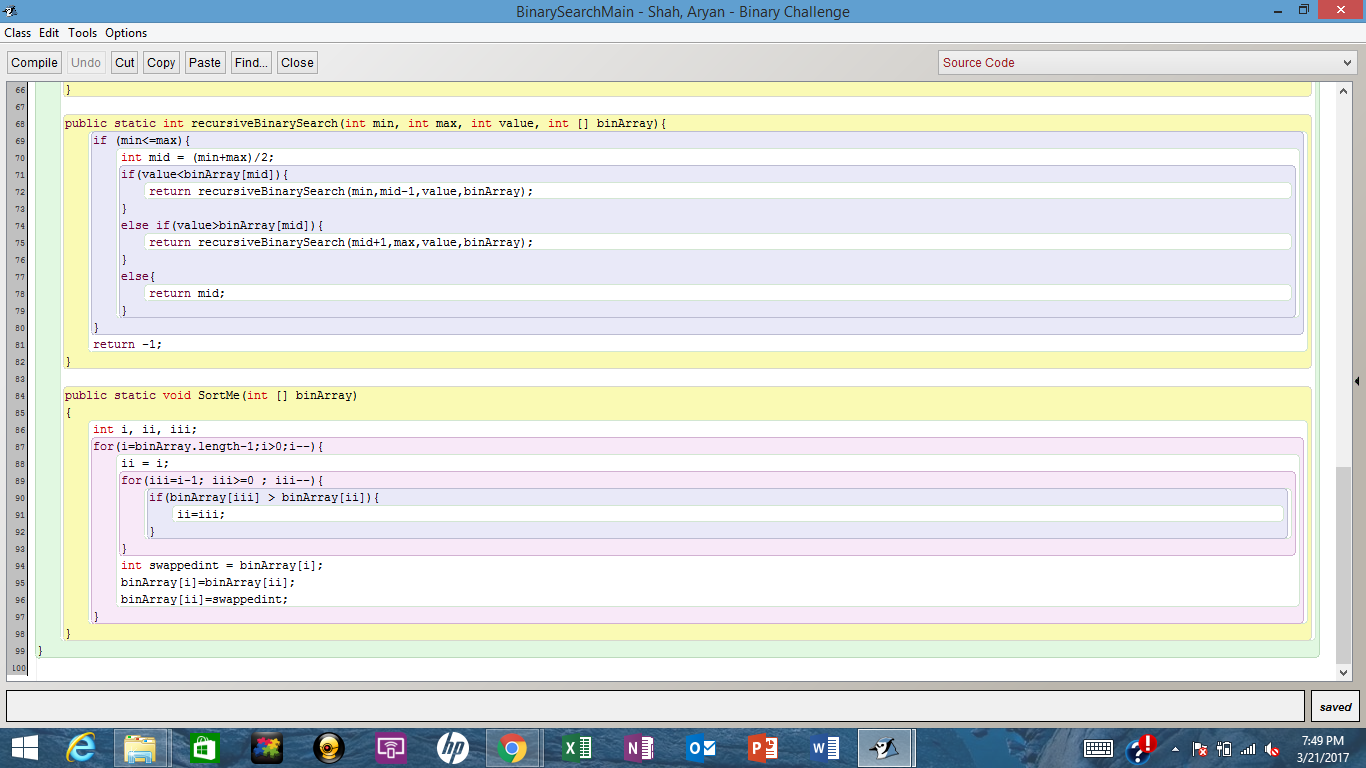 BinarySearchMain - Shah, Aryan - Binary Challenge
Class Edit Tools Options
Compile Undo Cut Copy Paste Find... Close Source Code
66 }
67
68 public static int recursiveBinarySearch(int min, int max, int value, int [] binArray){
69 if (min<=max){
70 int mid = (min+max)/2;
71 if(value<binArray[mid]){
72 return recursiveBinarySearch(min,mid-1,value,binArray);
73 }
74 else if(value>binArray[mid]){
75 return recursiveBinarySearch(mid+1,max,value,binArray);
76 }
77 else{
78 return mid;
79 }
80 }
81 return -1;
82 }
83
84 public static void SortMe(int [] binArray)
85 {
86 int i, ii, iii;
87 for(i=binArray.length-1;i>0;i--){
88 ii = i;
89 for(iii=i-1; iii>=0 ; iii--){
90 if(binArray[iii] > binArray[ii]){
91 ii=iii;
92 }
93 }
94 int swappedint = binArray[i];
95 binArray[i]=binArray[ii];
96 binArray[ii]=swappedint;
97 }
98 }
99 }
100
saved
hp
7:49 PM
3/21/2017